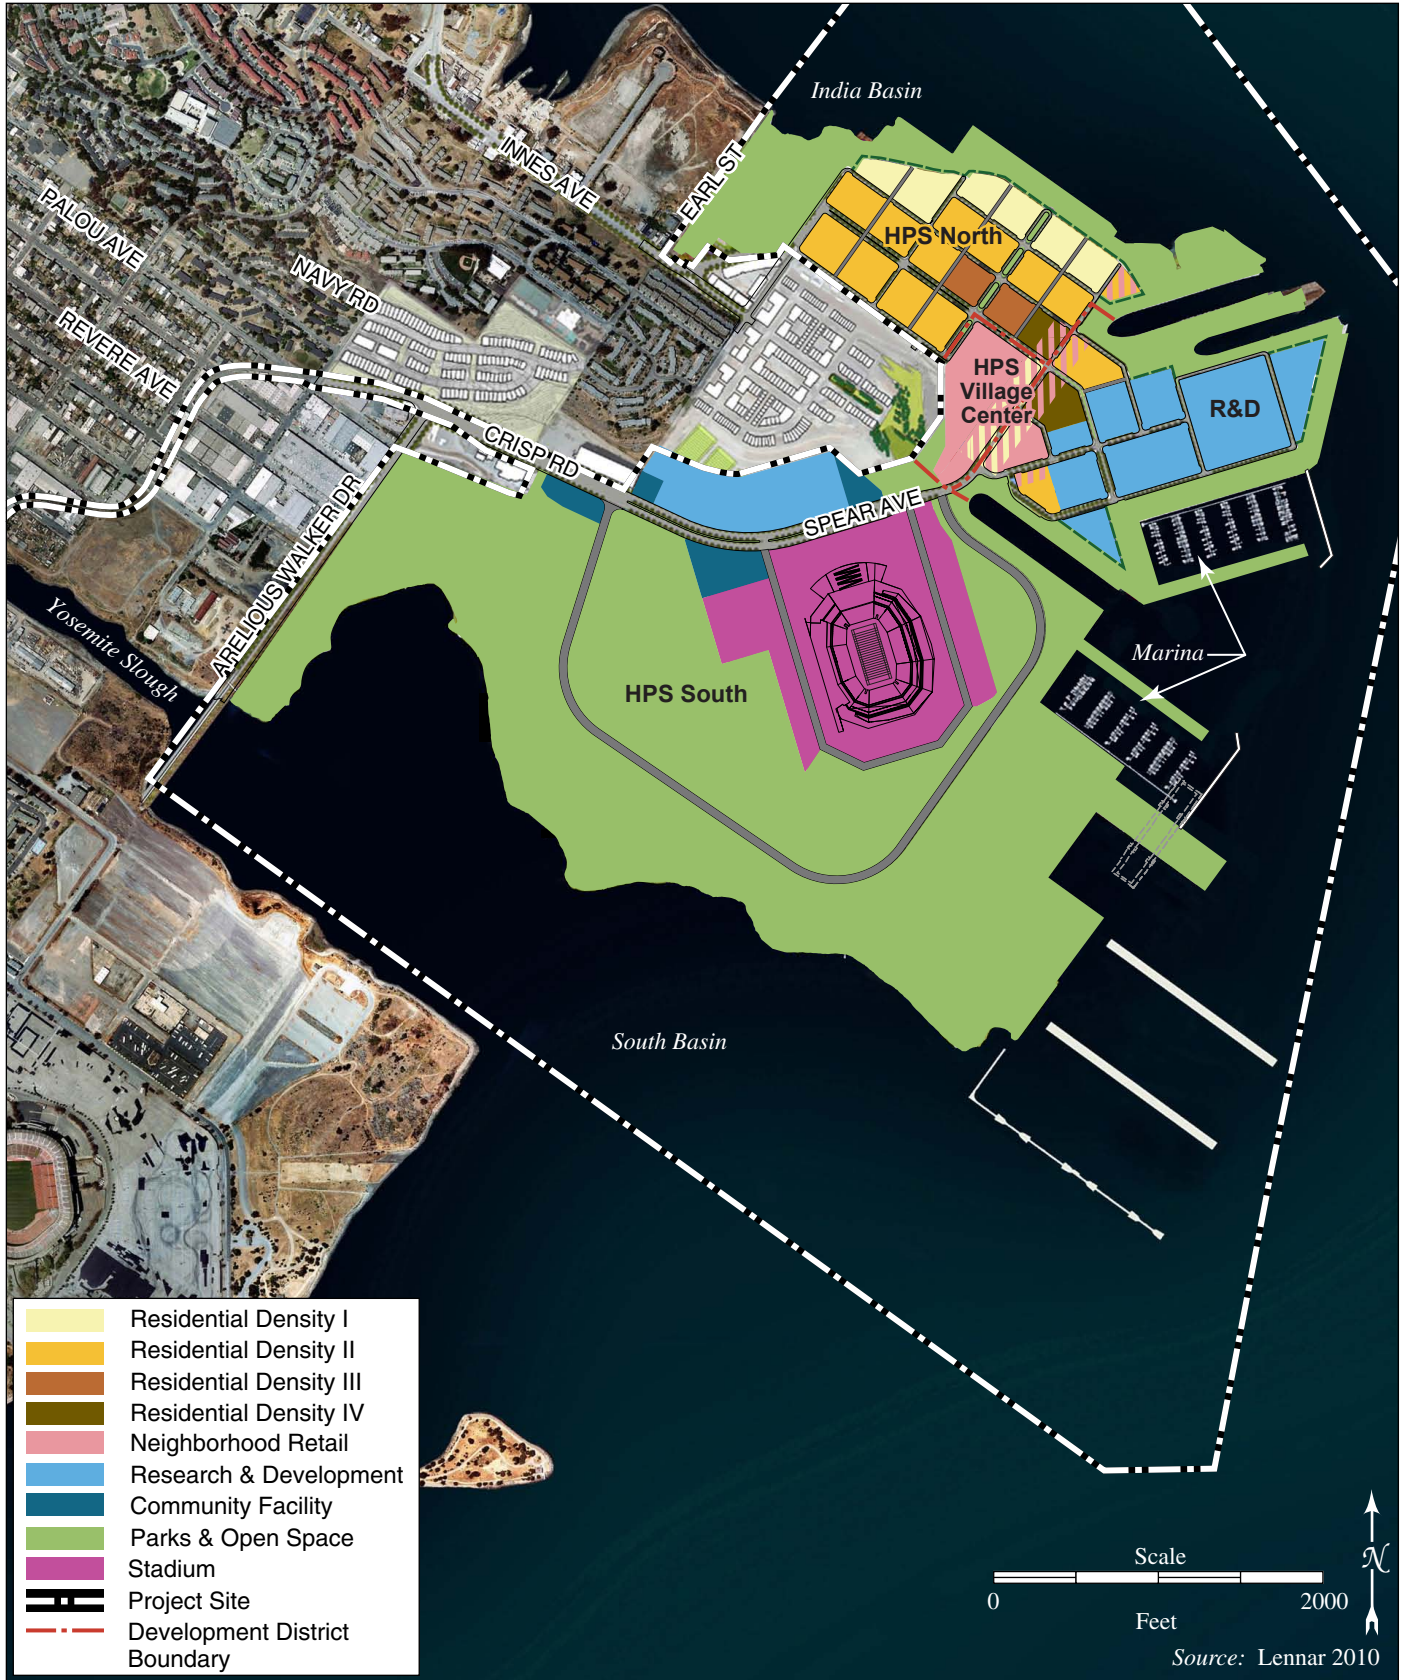 India Basin
INNES AVE
EARL ST
PALOU AVE
HPS North
NAVY RD
REVERE AVE
HPS
Village
Center
R&D
CRISP RD
SPEAR AVE
ARELIOUS WALKER DR
Yosemite Slough
Marina
HPS South
South Basin
Residential Density I
Residential Density II
Residential Density III
Residential Density IV
Neighborhood Retail
Research & Development
Community Facility
Parks & Open Space
Stadium
Project Site
Development District
Boundary
Scale
0 2000
Feet
N
Source: Lennar 2010